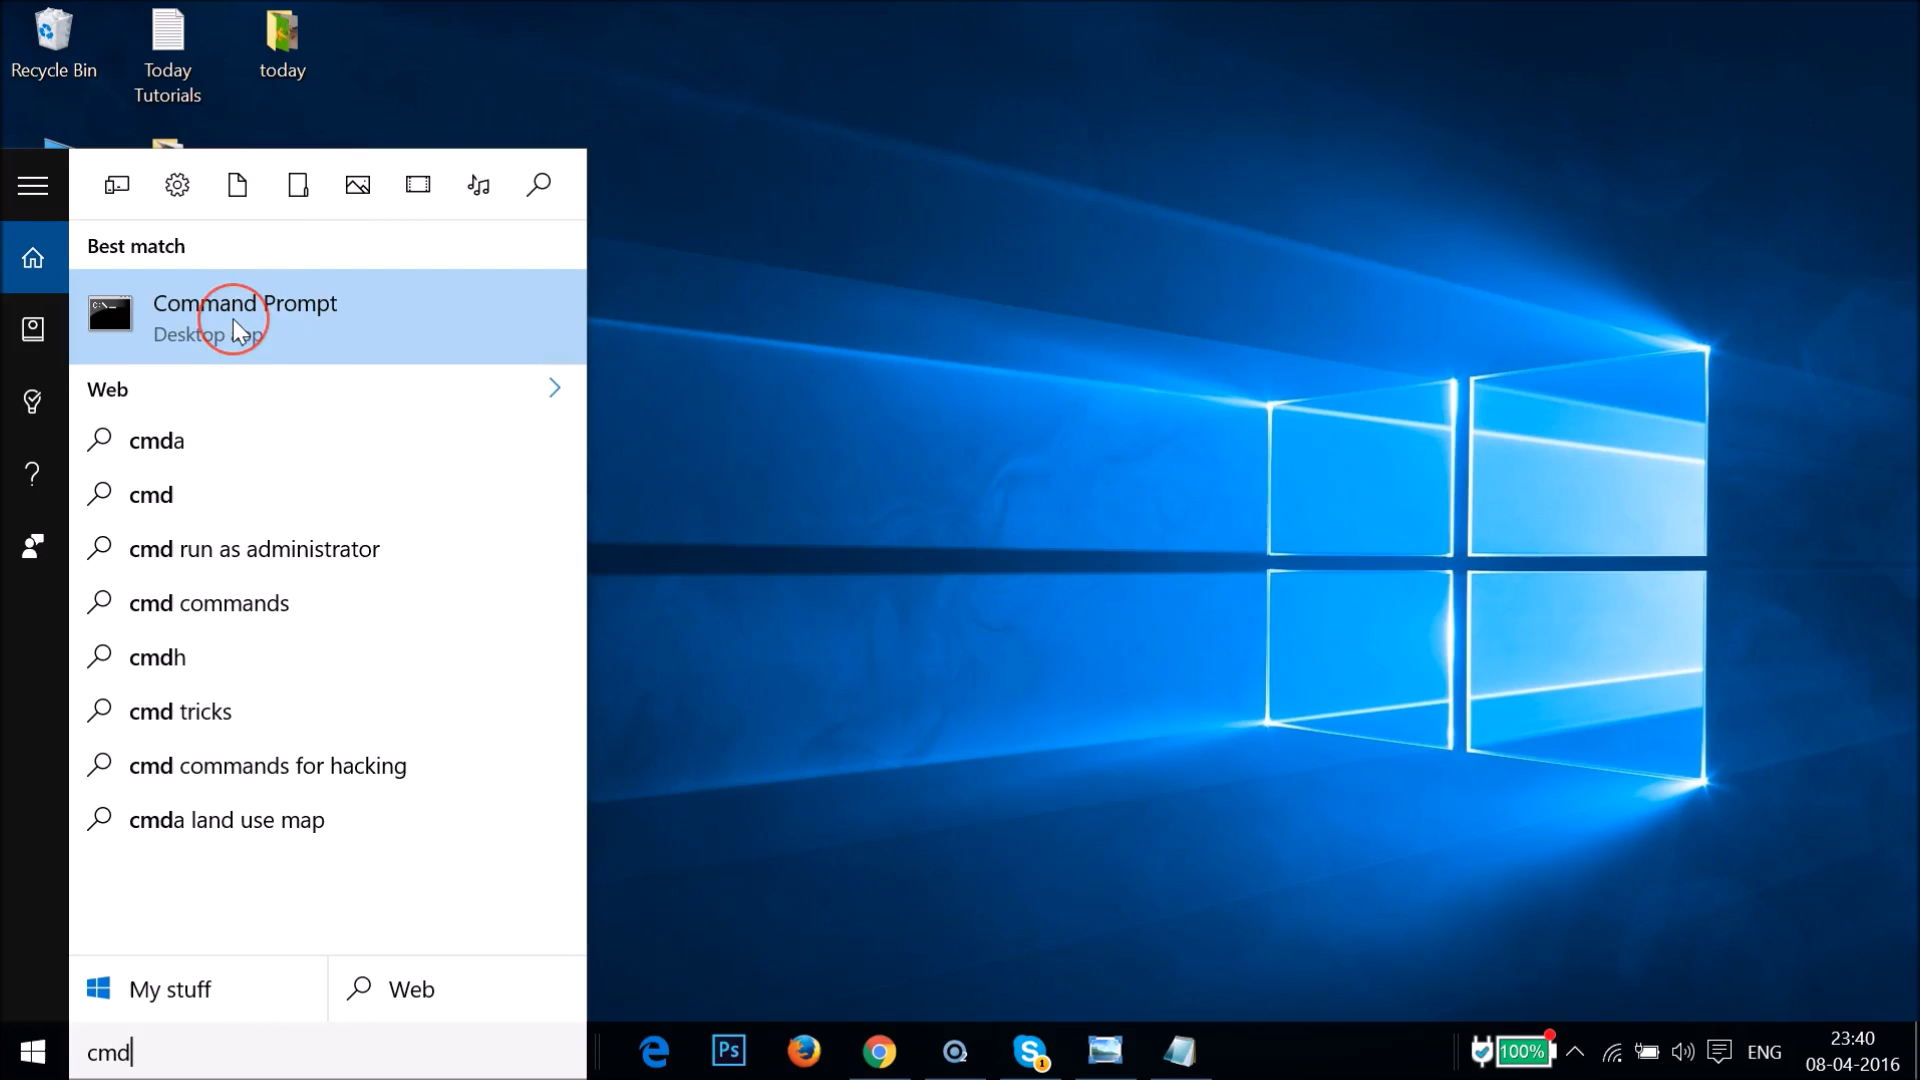 Recycle Bin
Today
Tutorials
today
Best match
C:\>_
Command Prompt
Desktop app
Web
cmda
cmd
cmd run as administrator
cmd commands
cmdh
cmd tricks
cmd commands for hacking
cmda land use map
My stuff
Web
cmd
Ps
1
100%
ENG
23:40
08-04-2016